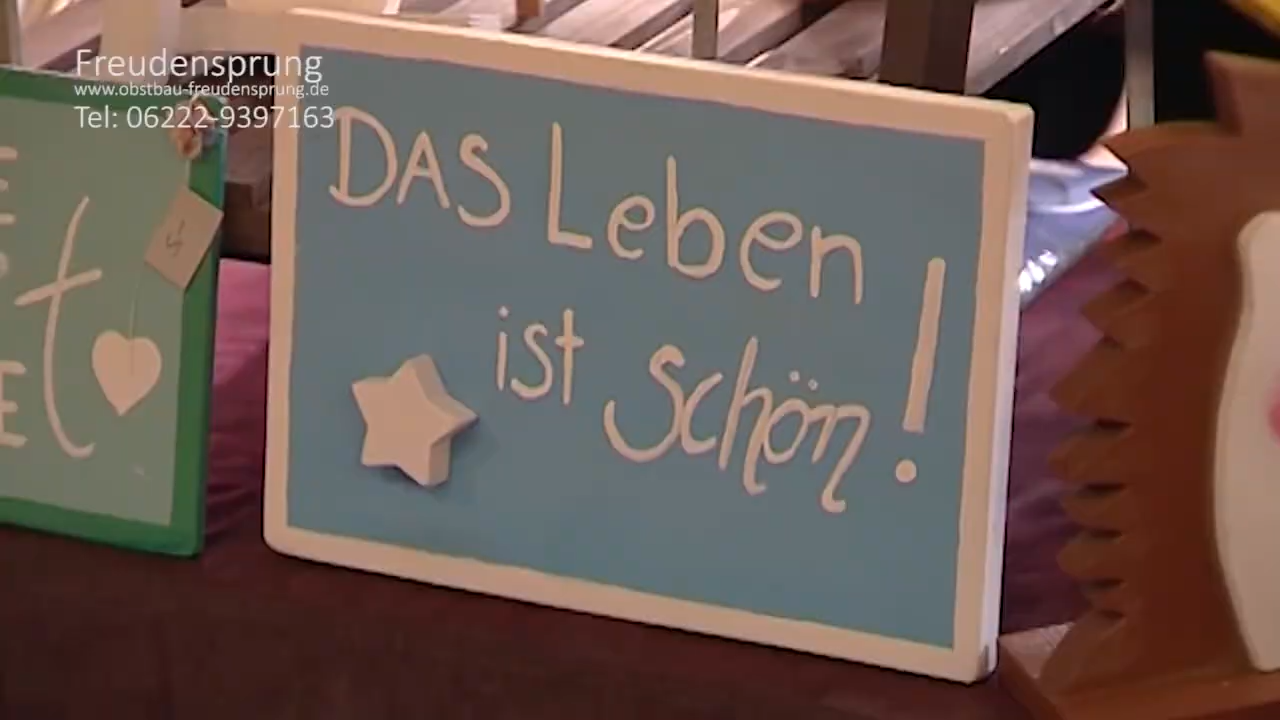 Freudensprung
www.obstbau-freudensprung.de
Tel: 06222-9397163
DAS Leben
ist schön!